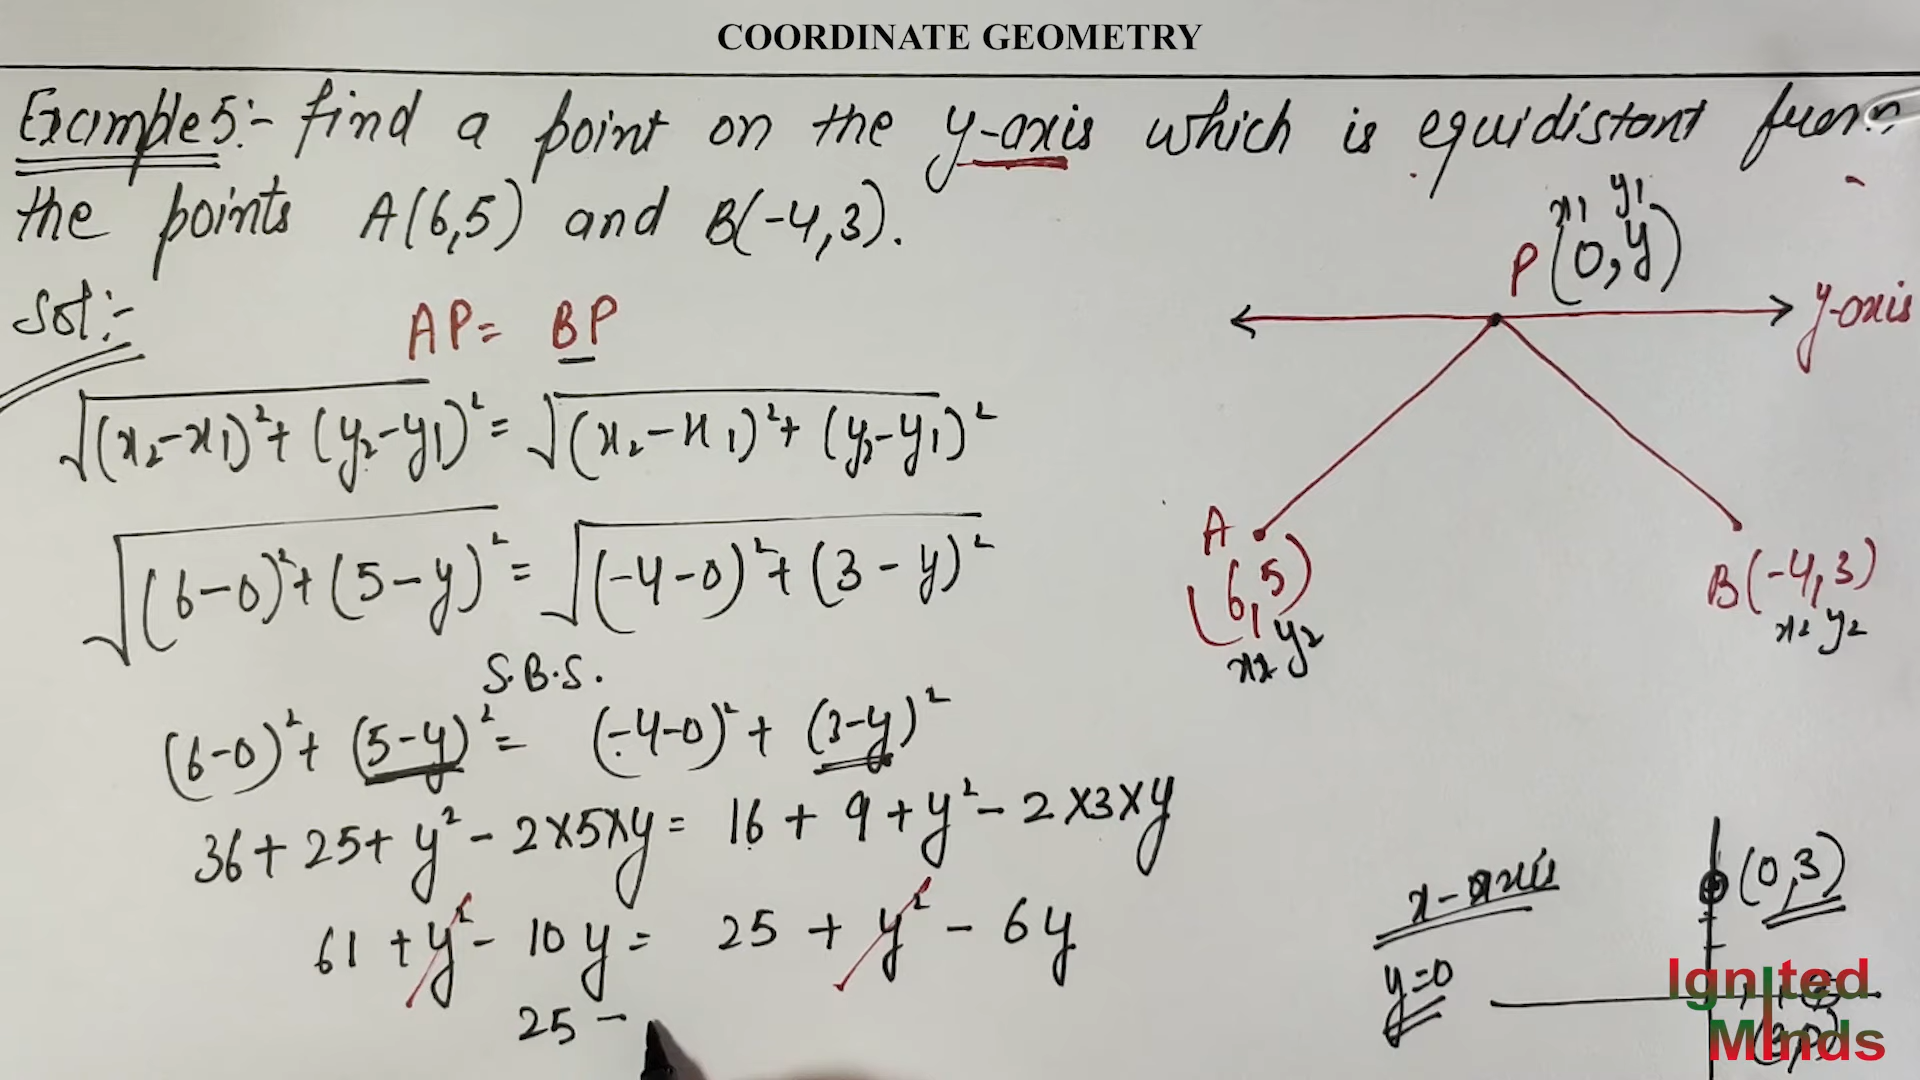 COORDINATE GEOMETRY
Example 5:- find a point on the y-axis which is equidistant from
the points A(6,5) and B(-4,3).
Sol:-
AP = BP
√(x₂-x₁)²+(y₂-y₁)² = √(x₂-x₁)²+(y₂-y₁)²
√(6-0)²+(5-y)² = √(-4-0)²+(3-y)²
S.B.S.
(6-0)²+(5-y)² = (-4-0)²+(3-y)²
36+25+y²-2×5×y = 16+9+y²-2×3×y
61+y²-10y = 25+y²-6y
25-
x₁ y₁
P(0,y)
y-axis
A
(6,5)
x₂ y₂
B(-4,3)
x₂ y₂
x-axis
y=0
(0,3)
Ignited
Minds